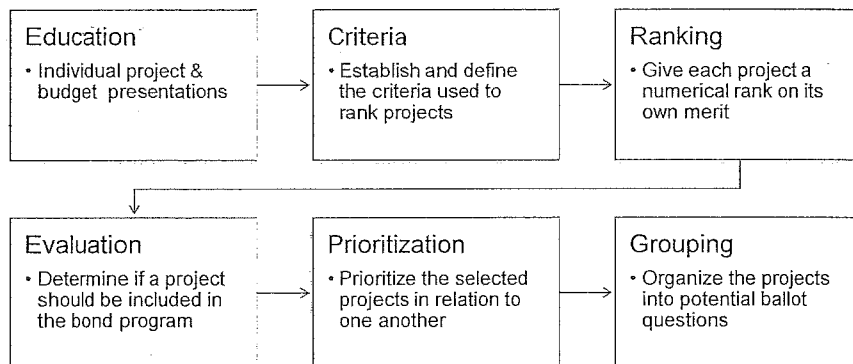 Education
• Individual project &
budget presentations
Criteria
• Establish and define
the criteria used to
rank projects
Ranking
• Give each project a
numerical rank on its
own merit
Evaluation
• Determine if a project
should be included in
the bond program
Prioritization
• Prioritize the selected
projects in relation to
one another
Grouping
• Organize the projects
into potential ballot
questions